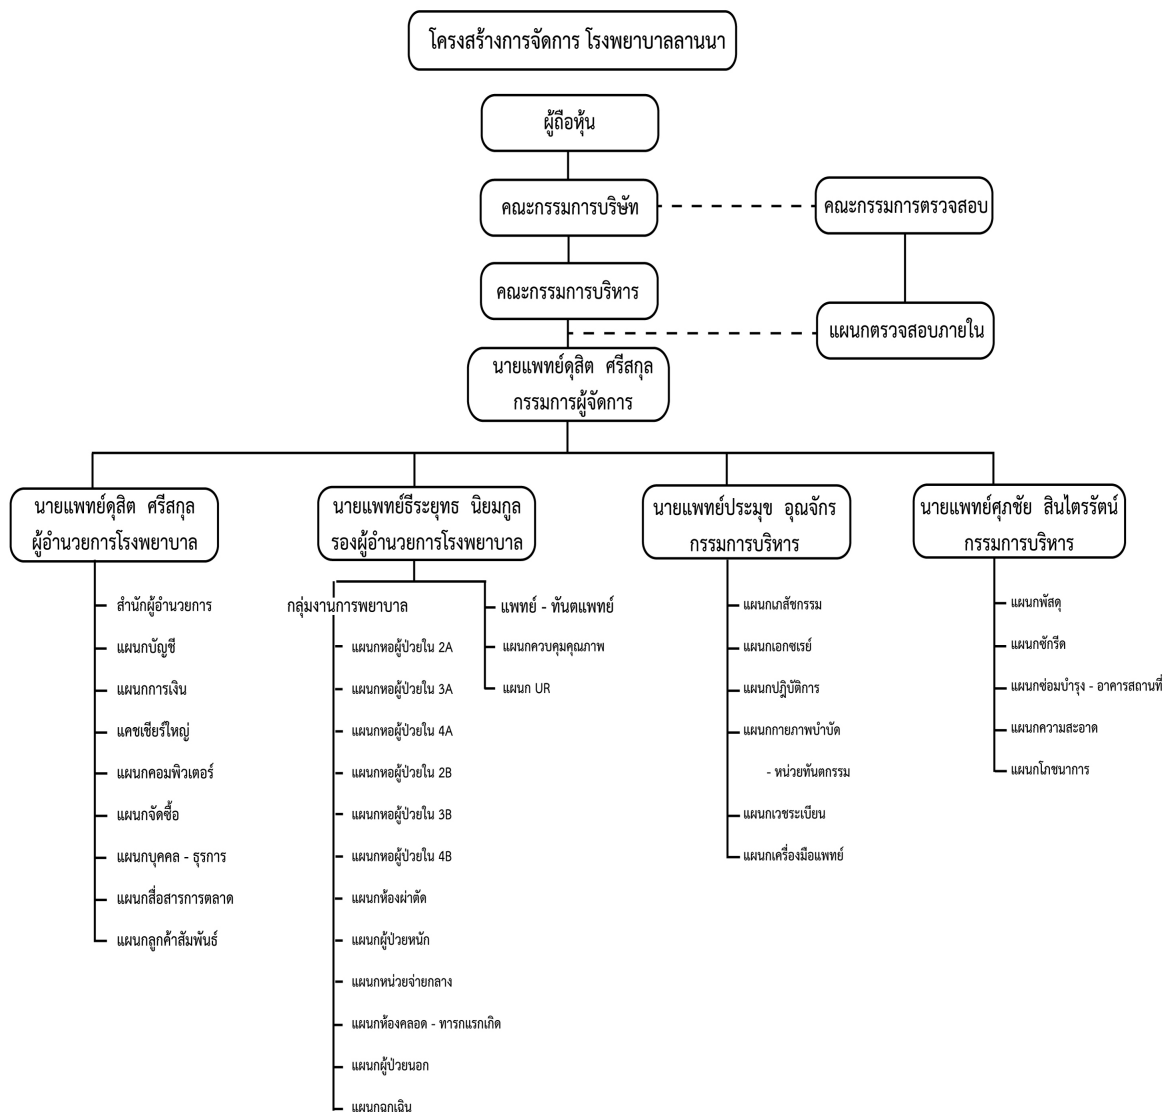 โครงสร้างการจัดการ โรงพยาบาลลานนา
ผู้ถือหุ้น
คณะกรรมการบริษัท
คณะกรรมการตรวจสอบ
คณะกรรมการบริหาร
แผนกตรวจสอบภายใน
นายแพทย์ดุสิต ศรีสกุล
กรรมการผู้จัดการ
นายแพทย์ดุสิต ศรีสกุล
ผู้อำนวยการโรงพยาบาล
สำนักผู้อำนวยการ
แผนกบัญชี
แผนกการเงิน
แคชเชียร์ใหญ่
แผนกคอมพิวเตอร์
แผนกจัดซื้อ
แผนกบุคคล - ธุรการ
แผนกสื่อสารการตลาด
แผนกลูกค้าสัมพันธ์
นายแพทย์ธีระยุทธ นิยมกูล
รองผู้อำนวยการโรงพยาบาล
กลุ่มงานการพยาบาล
แผนกหอผู้ป่วยใน 2A
แผนกหอผู้ป่วยใน 3A
แผนกหอผู้ป่วยใน 4A
แผนกหอผู้ป่วยใน 2B
แผนกหอผู้ป่วยใน 3B
แผนกหอผู้ป่วยใน 4B
แผนกห้องผ่าตัด
แผนกผู้ป่วยหนัก
แผนกหน่วยจ่ายกลาง
แผนกห้องคลอด - ทารกแรกเกิด
แผนกผู้ป่วยนอก
แผนกฉุกเฉิน
แพทย์ - ทันตแพทย์
แผนกควบคุมคุณภาพ
แผนก UR
นายแพทย์ประมุข อุณจักร
กรรมการบริหาร
แผนกเภสัชกรรม
แผนกเอกซเรย์
แผนกปฏิบัติการ
แผนกกายภาพบำบัด
- หน่วยทันตกรรม
แผนกเวชระเบียน
แผนกเครื่องมือแพทย์
นายแพทย์ศุภชัย สินไตรรัตน์
กรรมการบริหาร
แผนกพัสดุ
แผนกซักรีด
แผนกซ่อมบำรุง - อาคารสถานที่
แผนกความสะอาด
แผนกโภชนาการ